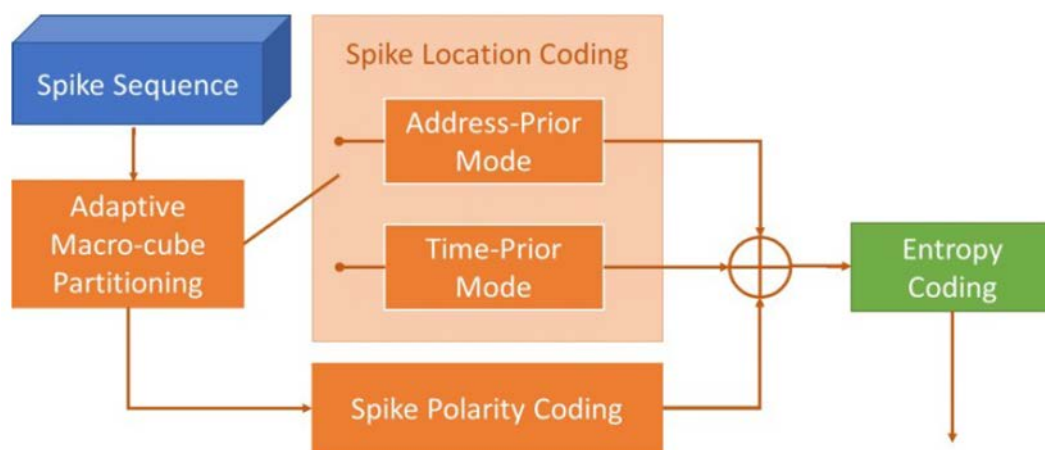 Spike Sequence
Spike Location Coding
Address-Prior
Mode
Adaptive
Macro-cube
Partitioning
Time-Prior
Mode
Entropy
Coding
Spike Polarity Coding